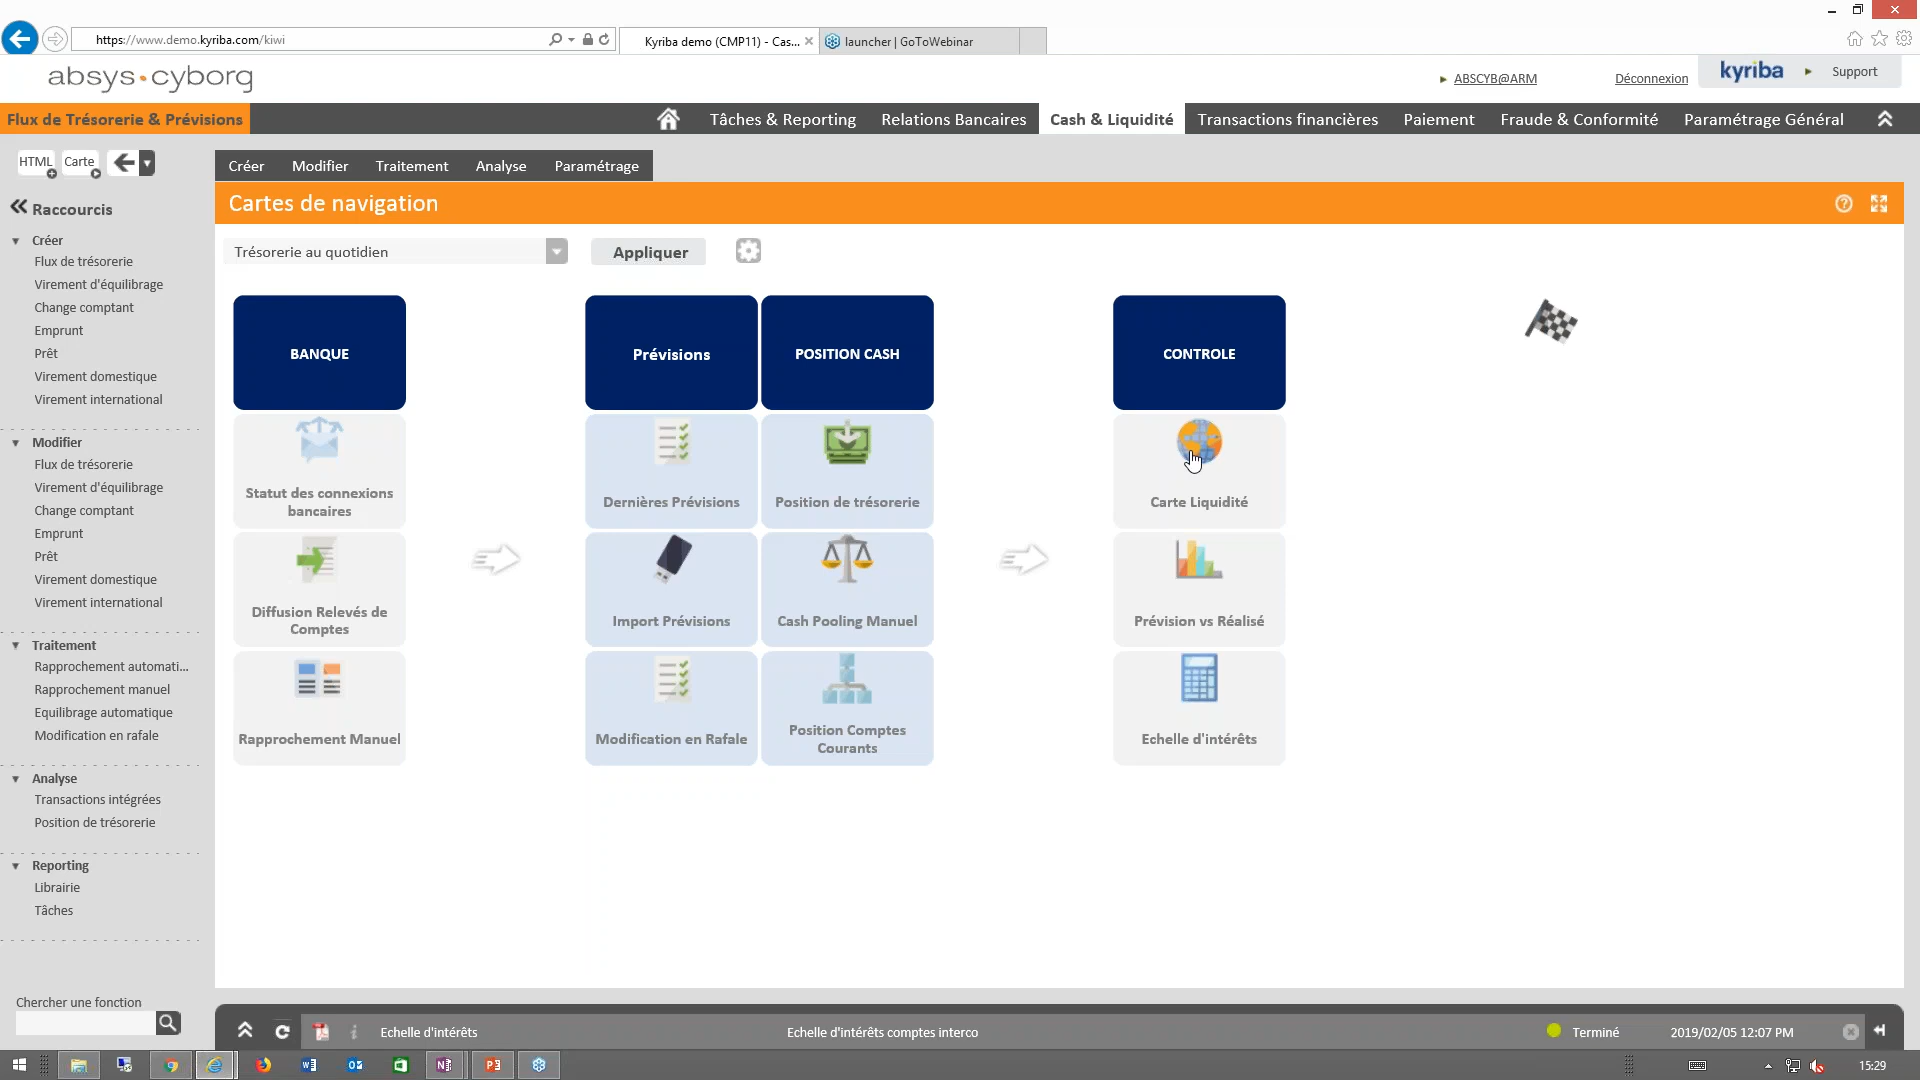 https://www.demo.kyriba.com/kiwi
Kyriba demo (CMP11) - Cas...
launcher | GoToWebinar
absys cyborg
ABSCYB@ARM
Déconnexion
kyriba
Support
Flux de Trésorerie & Prévisions
Tâches & Reporting
Relations Bancaires
Cash & Liquidité
Transactions financières
Paiement
Fraude & Conformité
Paramétrage Général
HTML
Carte
Créer
Modifier
Traitement
Analyse
Paramétrage
Raccourcis
Cartes de navigation
Créer
Flux de trésorerie
Virement d'équilibrage
Change comptant
Emprunt
Prêt
Virement domestique
Virement international
Modifier
Flux de trésorerie
Virement d'équilibrage
Change comptant
Emprunt
Prêt
Virement domestique
Virement international
Traitement
Rapprochement automati...
Rapprochement manuel
Equilibrage automatique
Modification en rafale
Analyse
Transactions intégrées
Position de trésorerie
Reporting
Librairie
Tâches
Chercher une fonction
Trésorerie au quotidien
Appliquer
BANQUE
Prévisions
POSITION CASH
CONTROLE
Statut des connexions
bancaires
Dernières Prévisions
Position de trésorerie
Carte Liquidité
Diffusion Relevés de
Comptes
Import Prévisions
Cash Pooling Manuel
Prévision vs Réalisé
Rapprochement Manuel
Modification en Rafale
Position Comptes
Courants
Echelle d'intérêts
Echelle d'intérêts
Echelle d'intérêts comptes interco
Terminé
2019/02/05 12:07 PM
15:29